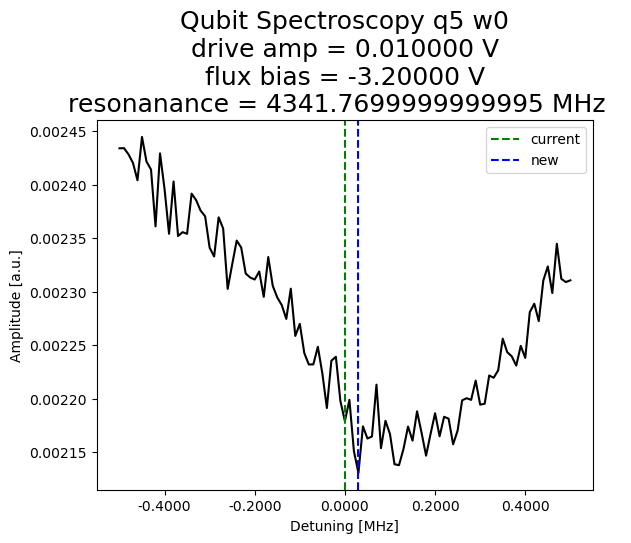 Qubit Spectroscopy q5 w0
drive amp = 0.010000 V
flux bias = -3.20000 V
resonanance = 4341.7699999999995 MHz
current
new
0.00245
0.00240
0.00235
0.00230
0.00225
0.00220
0.00215
Amplitude [a.u.]
-0.4000 -0.2000 0.0000 0.2000 0.4000
Detuning [MHz]